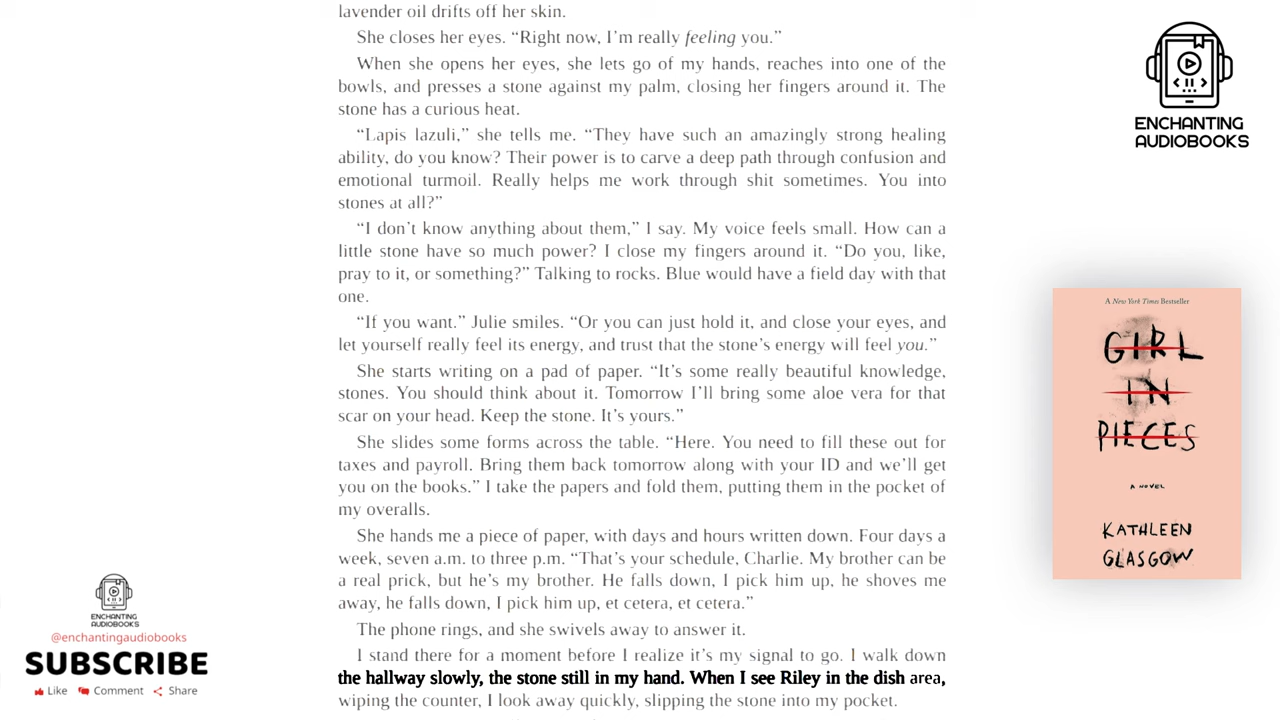 lavender oil drifts off her skin.
She closes her eyes. “Right now, I’m really feeling you.”
When she opens her eyes, she lets go of my hands, reaches into one of the
bowls, and presses a stone against my palm, closing her fingers around it. The
stone has a curious heat.
“Lapis lazuli,” she tells me. “They have such an amazingly strong healing
ability, do you know? Their power is to carve a deep path through confusion and
emotional turmoil. Really helps me work through shit sometimes. You into
stones at all?”
“I don’t know anything about them,” I say. My voice feels small. How can a
little stone have so much power? I close my fingers around it. “Do you, like,
pray to it, or something?” Talking to rocks. Blue would have a field day with that
one.
“If you want.” Julie smiles. “Or you can just hold it, and close your eyes, and
let yourself really feel its energy, and trust that the stone’s energy will feel you.”
She starts writing on a pad of paper. “It’s some really beautiful knowledge,
stones. You should think about it. Tomorrow I’ll bring some aloe vera for that
scar on your head. Keep the stone. It’s yours.”
She slides some forms across the table. “Here. You need to fill these out for
taxes and payroll. Bring them back tomorrow along with your ID and we’ll get
you on the books.” I take the papers and fold them, putting them in the pocket of
my overalls.
She hands me a piece of paper, with days and hours written down. Four days a
week, seven a.m. to three p.m. “That’s your schedule, Charlie. My brother can be
a real prick, but he’s my brother. He falls down, I pick him up, he shoves me
away, he falls down, I pick him up, et cetera, et cetera.”
The phone rings, and she swivels away to answer it.
I stand there for a moment before I realize it’s my signal to go. I walk down
the hallway slowly, the stone still in my hand. When I see Riley in the dish area,
wiping the counter, I look away quickly, slipping the stone into my pocket.
ENCHANTING
AUDIOBOOKS
A New York Times Bestseller
GIRL
IN
PIECES
A NOVEL
KATHLEEN
GLASGOW
ENCHANTING
AUDIOBOOKS
@enchantingaudiobooks
SUBSCRIBE
Like Comment Share